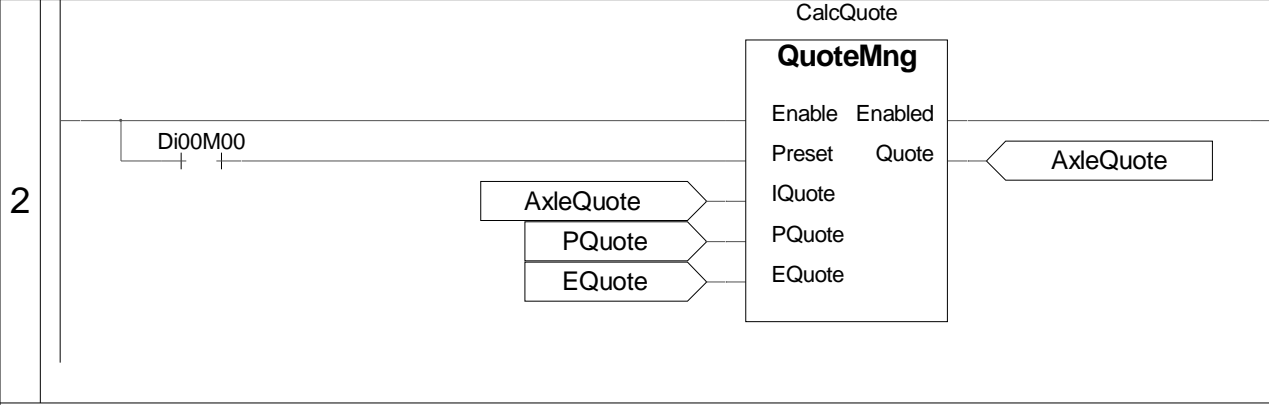 CalcQuote
QuoteMng
Enable Enabled
Di00M00
Preset Quote
AxleQuote
2
AxleQuote
IQuote
PQuote
PQuote
EQuote
EQuote